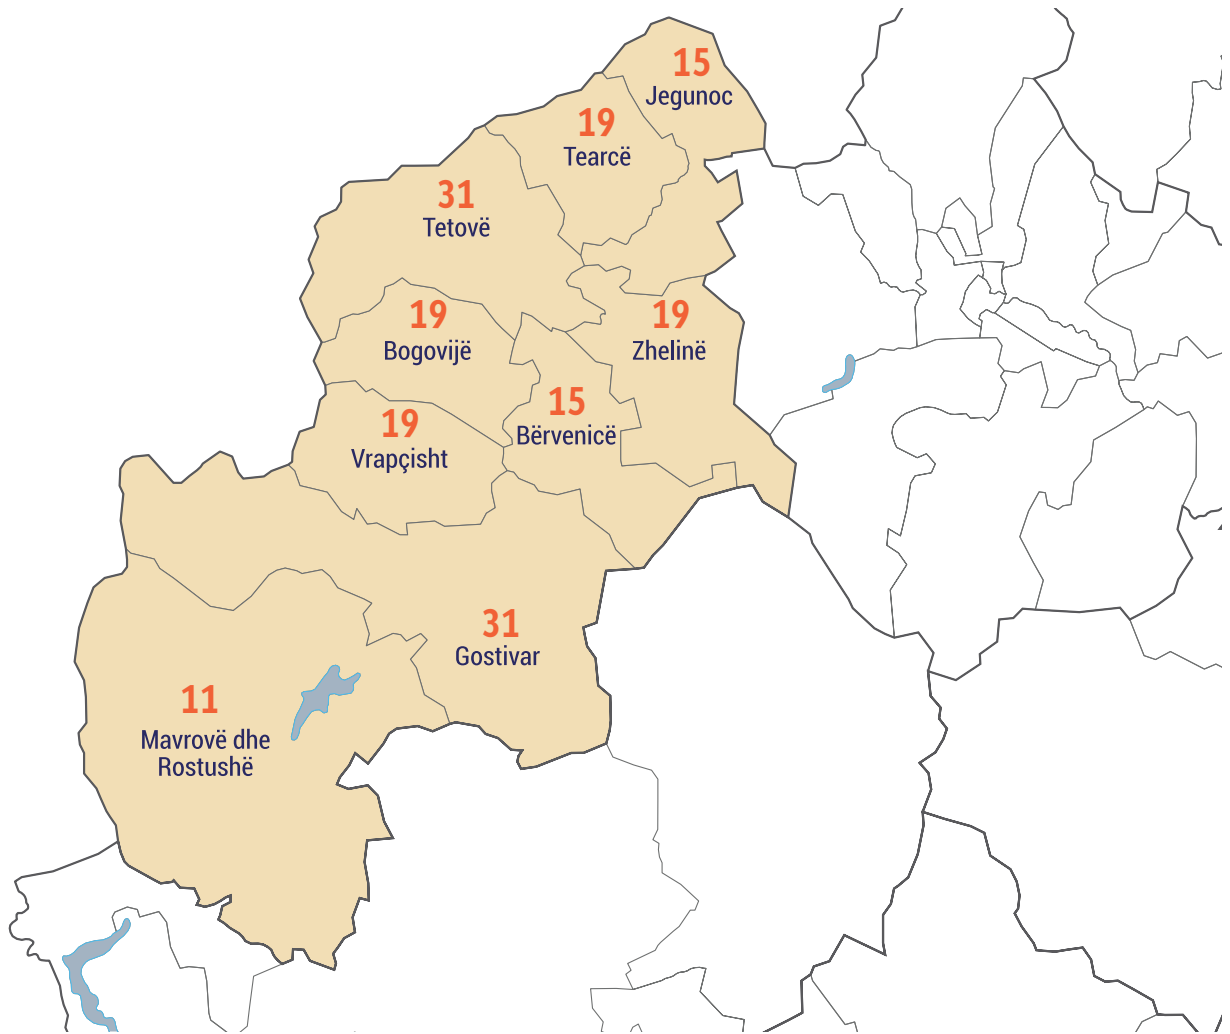 15
Jegunoc
19
Tearcë
31
Tetovë
19
Bogovijë
19
Zhelinë
15
Bërvenicë
19
Vrapçisht
31
Gostivar
11
Mavrovë dhe
Rostushë